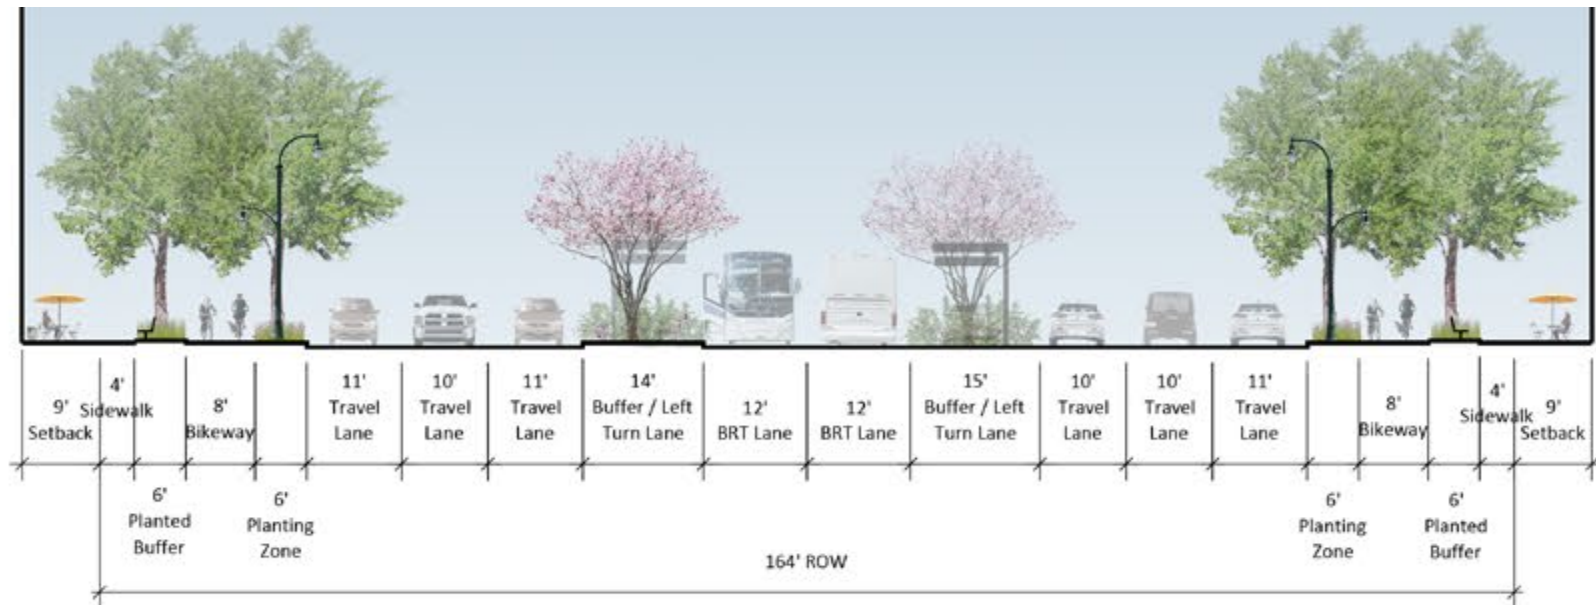 9'
Setback
4'
Sidewalk
6'
Planted
Buffer
8'
Bikeway
6'
Planting
Zone
11'
Travel
Lane
10'
Travel
Lane
11'
Travel
Lane
14'
Buffer / Left
Turn Lane
12'
BRT Lane
12'
BRT Lane
15'
Buffer / Left
Turn Lane
10'
Travel
Lane
10'
Travel
Lane
11'
Travel
Lane
6'
Planting
Zone
8'
Bikeway
6'
Planted
Buffer
4'
Sidewalk
9'
Setback
164' ROW